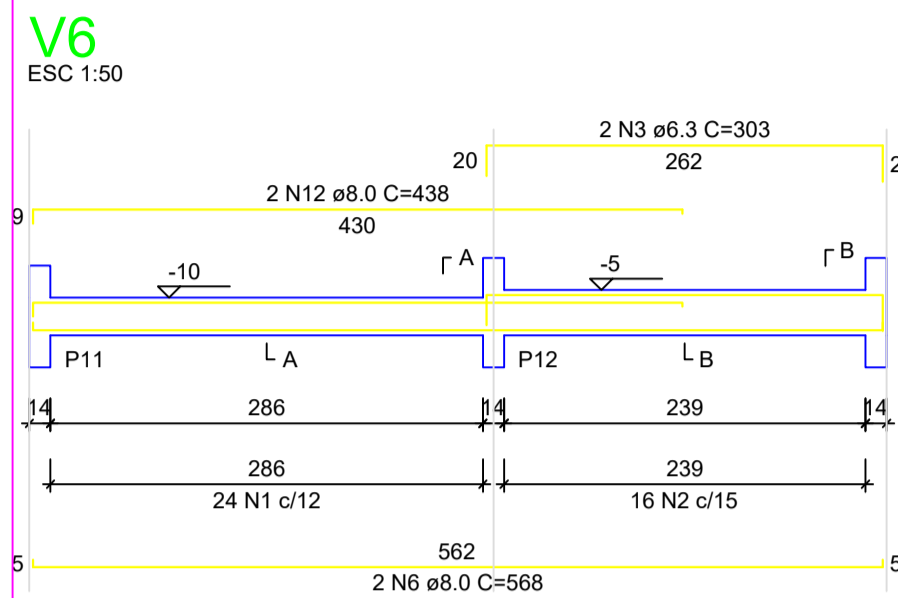 V6
ESC 1:50
2 N3 ø6.3 C=303
20
262
2
2 N12 ø8.0 C=438
9
430
A
B
-10
-5
P11
A
P12
B
14
286
14
239
14
286
239
24 N1 c/12
16 N2 c/15
5
562
5
2 N6 ø8.0 C=568